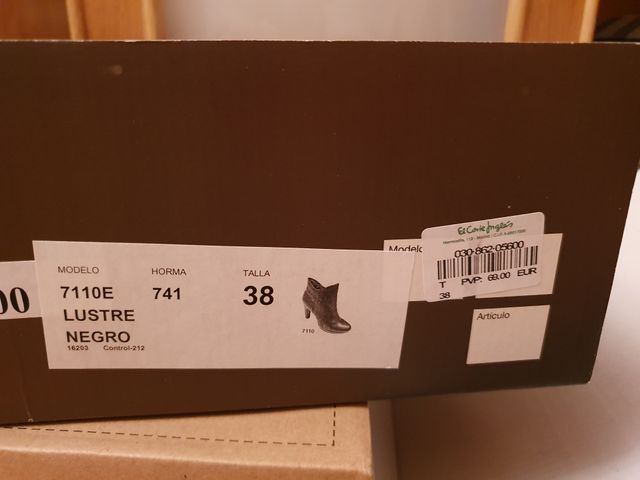 00
MODELO HORMA TALLA
7110E 741 38
LUSTRE
NEGRO
16203 Control-212
7110
Modelo
El Corte Inglés
030-862-05600
T PVP: 69.00 EUR
38
Artículo